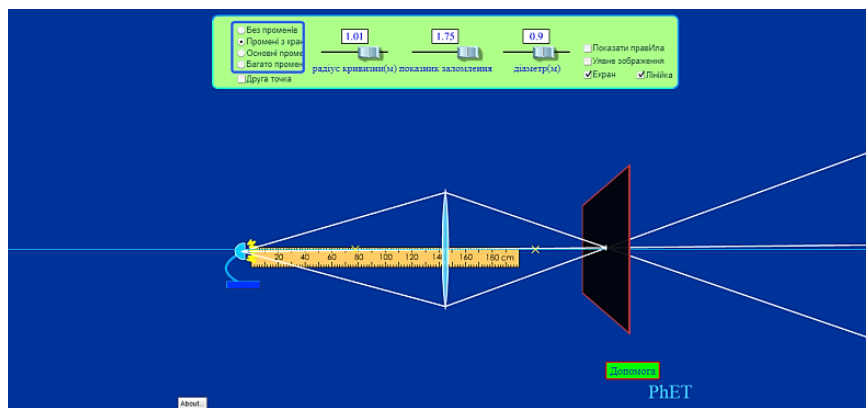 Без променів
Промені з кран
Основні проме
Багато промен
Друга точка
1.01
радіус кривизни(м)
1.75
показник заломлення
0.9
діаметр(м)
Показати правИла
Уявне зображення
Екран
Лінійка
20 40 60 80 100 120 140 160 180 cm
Допомога
PhET
About...